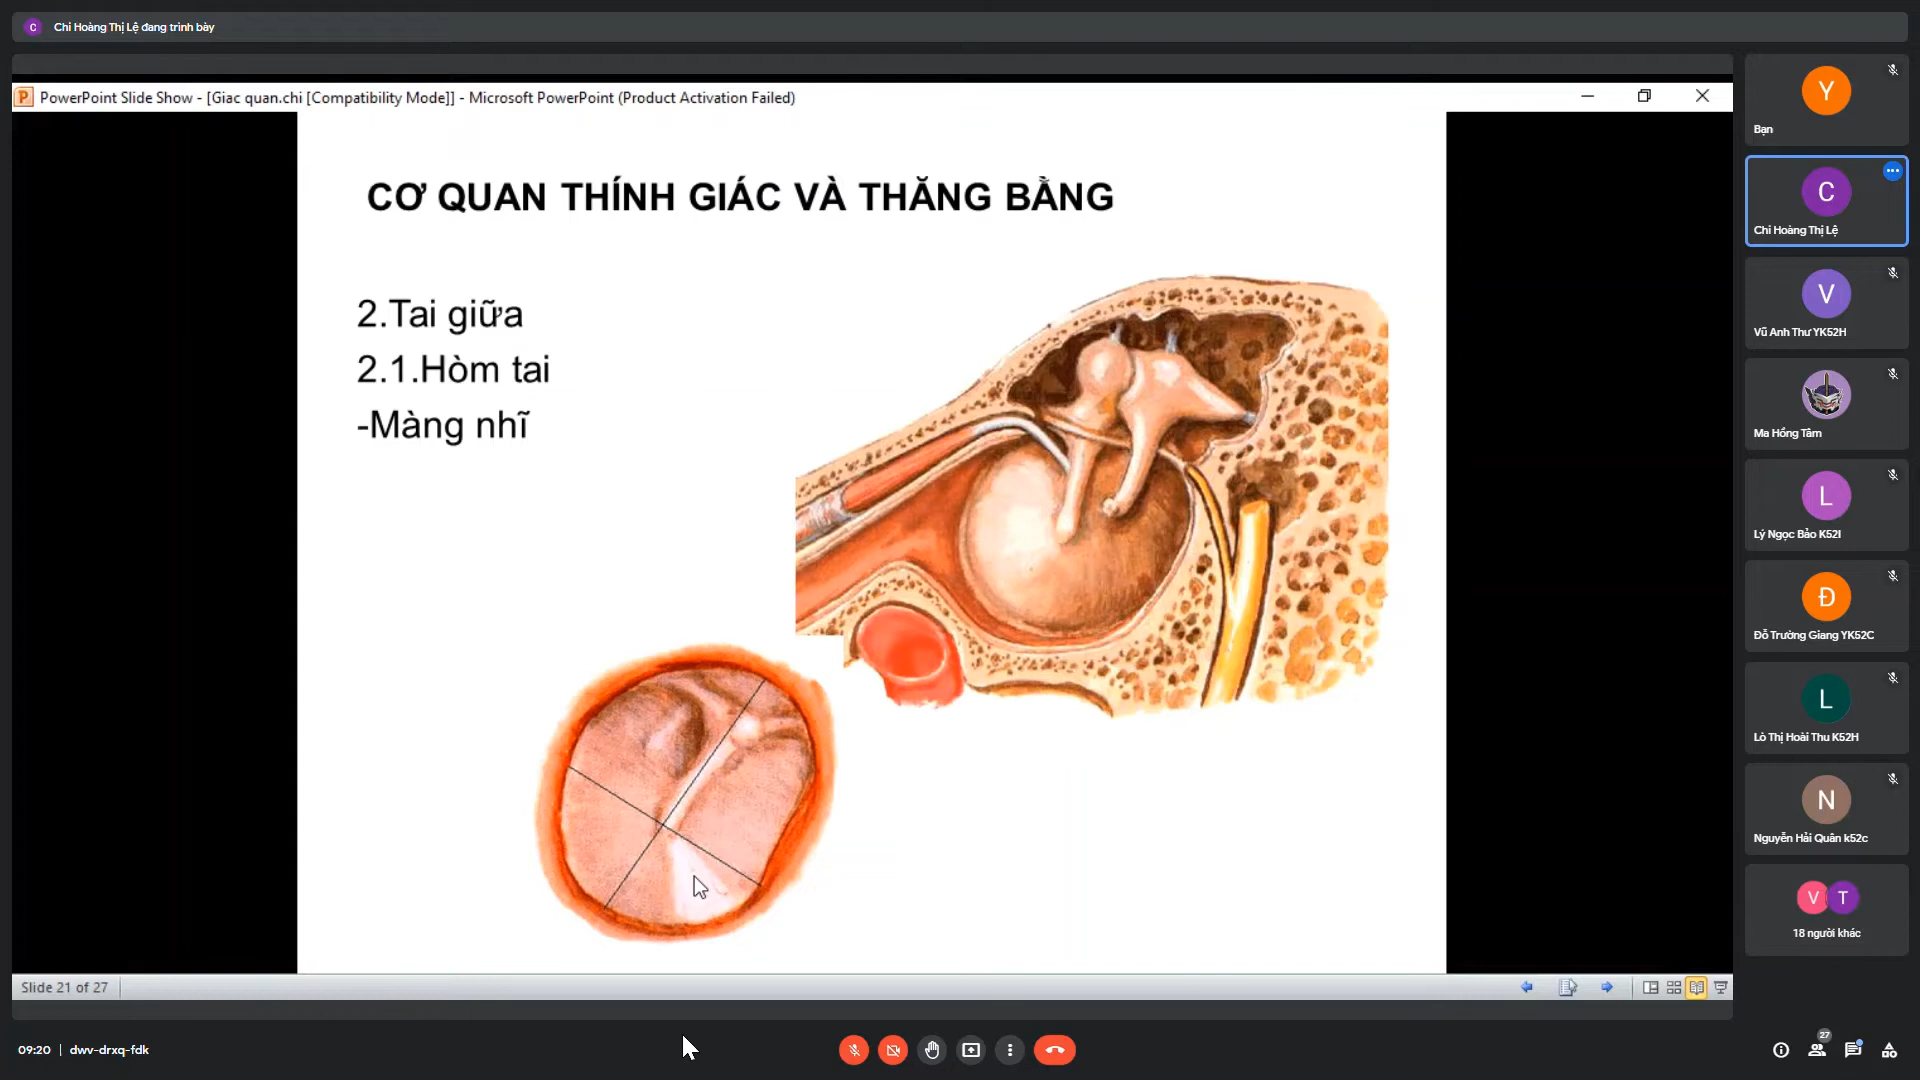 C
Chi Hoàng Thị Lệ đang trình bày
PowerPoint Slide Show - [Giac quan.chi [Compatibility Mode]] - Microsoft PowerPoint (Product Activation Failed)
CƠ QUAN THÍNH GIÁC VÀ THĂNG BẰNG
2.Tai giữa
2.1.Hòm tai
-Màng nhĩ
Slide 21 of 27
Y
Bạn
C
Chi Hoàng Thị Lệ
V
Vũ Anh Thư YK52H
Ma Hồng Tâm
L
Lý Ngọc Bảo K52I
Đ
Đỗ Trường Giang YK52C
L
Lò Thị Hoài Thu K52H
N
Nguyễn Hải Quân k52c
V T
18 người khác
09:20 | dwv-drxq-fdk
27